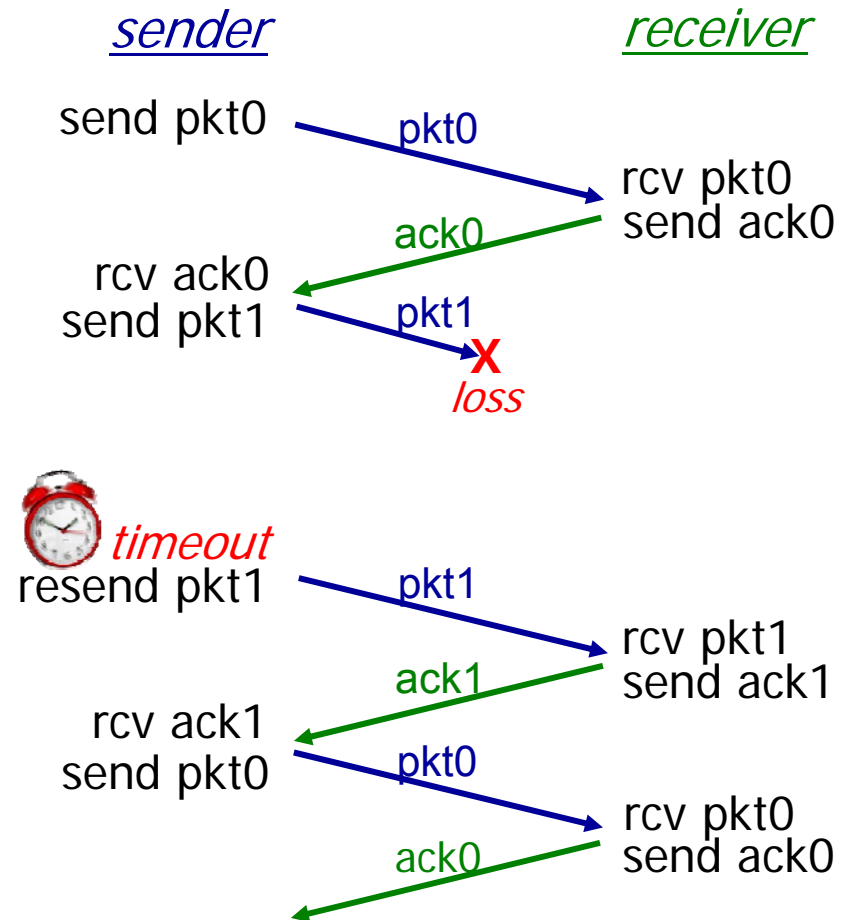 sender
receiver
send pkt0
pkt0
rcv pkt0
send ack0
ack0
rcv ack0
send pkt1
pkt1
X
loss
timeout
resend pkt1
pkt1
rcv pkt1
send ack1
ack1
rcv ack1
send pkt0
pkt0
rcv pkt0
send ack0
ack0